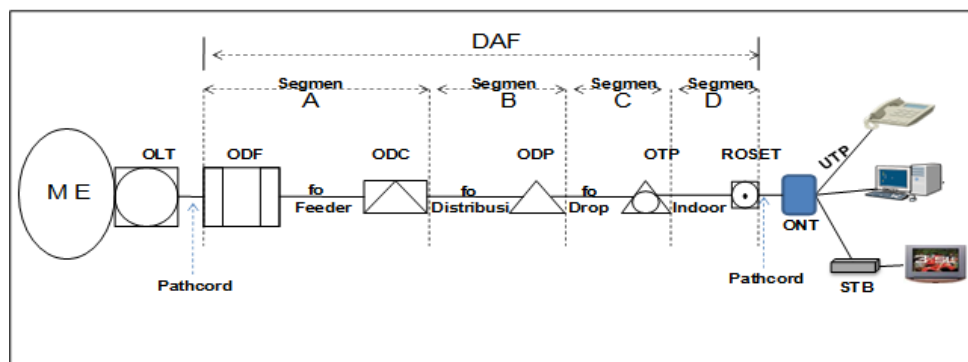 DAF
Segmen
A
Segmen
B
Segmen
C
Segmen
D
ME
OLT
ODF
ODC
ODP
OTP
ROSET
fo
Feeder
fo
Distribusi
fo
Drop
Indoor
UTP
ONT
Pathcord
Pathcord
STB